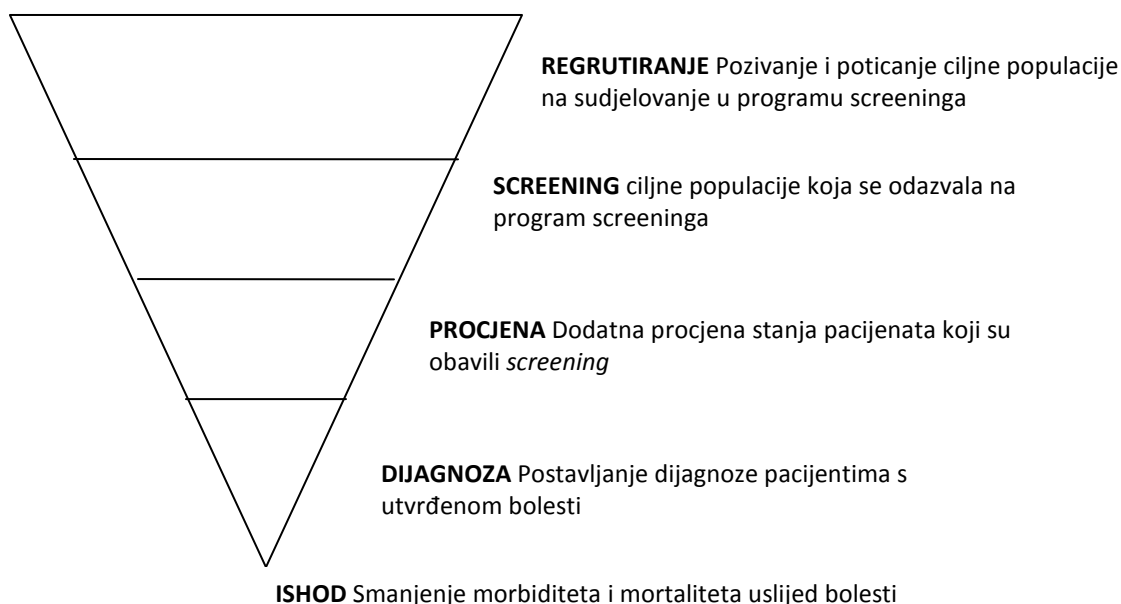 REGRUTIRANJE Pozivanje i poticanje ciljne populacije
na sudjelovanje u programu screeninga
SCREENING ciljne populacije koja se odazvala na
program screeninga
PROCJENA Dodatna procjena stanja pacijenata koji su
obavili screening
DIJAGNOZA Postavljanje dijagnoze pacijentima s
utvrđenom bolesti
ISHOD Smanjenje morbiditeta i mortaliteta uslijed bolesti